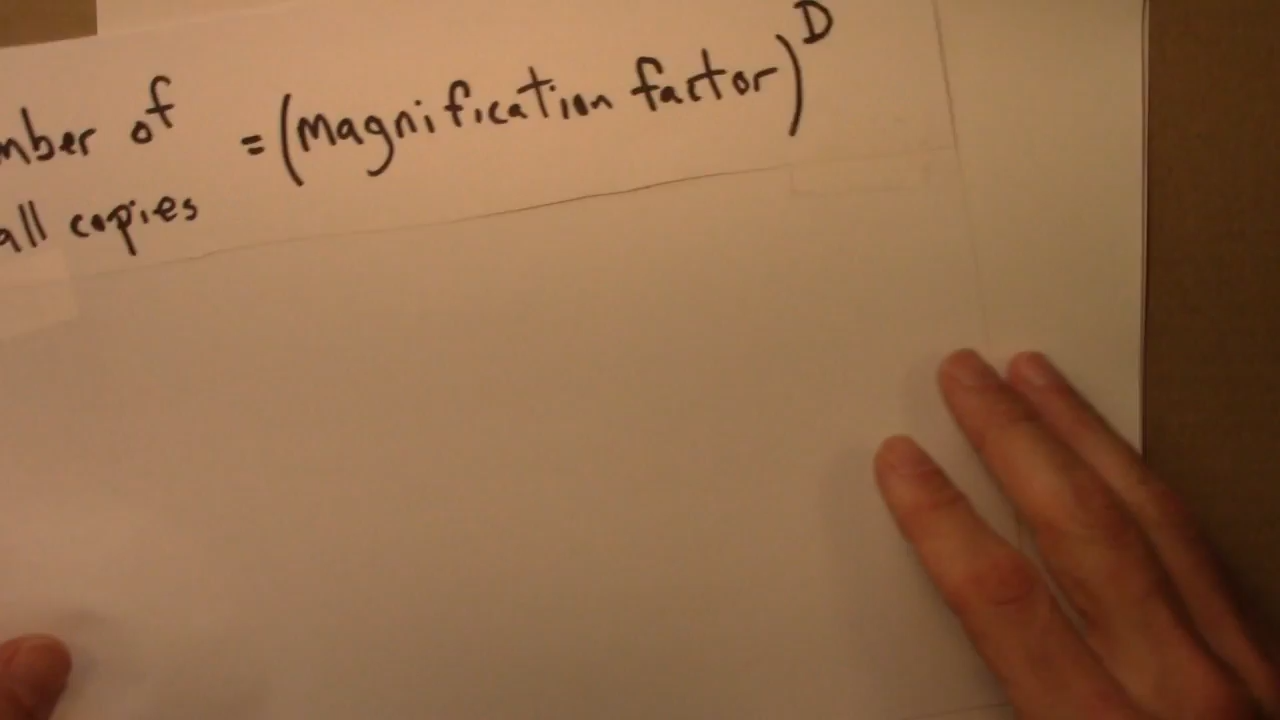 mber of = (magnification factor)^D
all copies